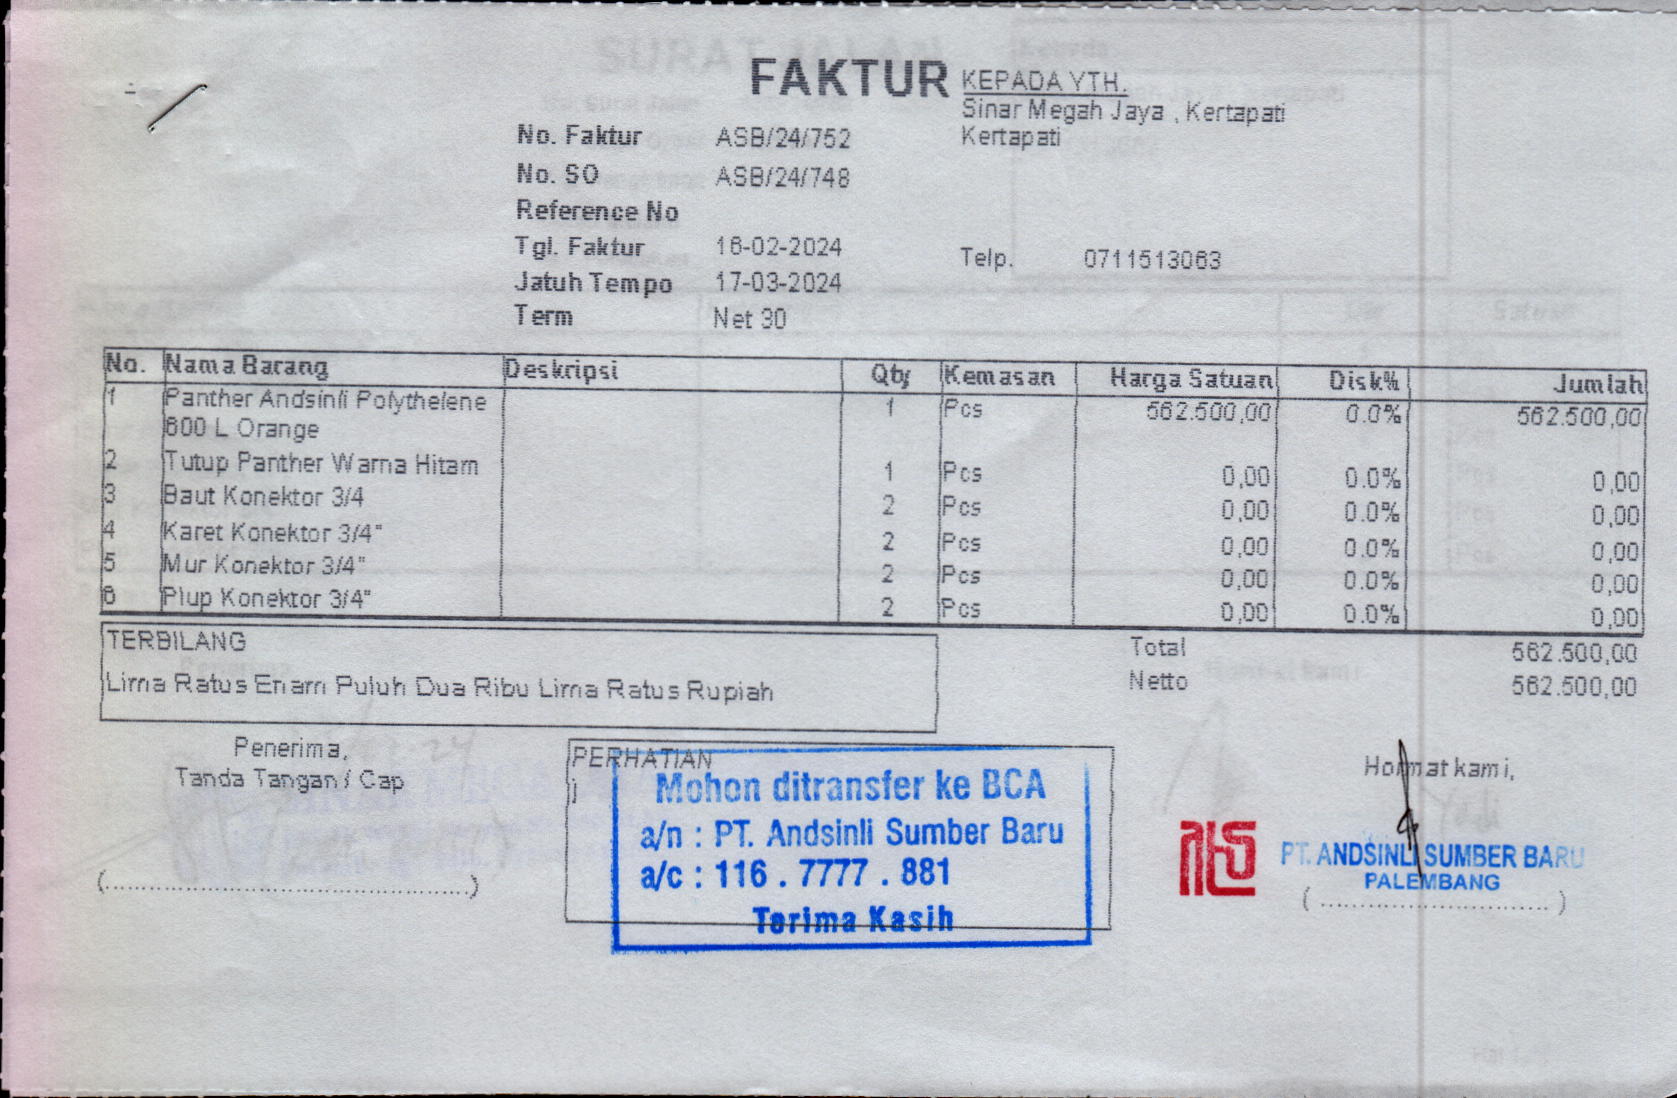 FAKTUR
KEPADA YTH.
Sinar Megah Jaya , Kertapati
Kertapati
No. Faktur ASB/24/752
No. SO ASB/24/748
Reference No
Tgl. Faktur 16-02-2024
Telp. 0711513063
Jatuh Tempo 17-03-2024
Term Net 30
No. Nama Barang Deskripsi Qty Kemasan Harga Satuan Disk% Jumlah
1 Panther Andsinli Polythelene 1 Pcs 562.500,00 0.0% 562.500,00
600 L Orange
2 Tutup Panther Warna Hitam 1 Pcs 0,00 0.0% 0,00
3 Baut Konektor 3/4 2 Pcs 0,00 0.0% 0,00
4 Karet Konektor 3/4" 2 Pcs 0,00 0.0% 0,00
5 Mur Konektor 3/4" 2 Pcs 0,00 0.0% 0,00
6 Plup Konektor 3/4" 2 Pcs 0,00 0.0% 0,00
TERBILANG
Lima Ratus Enam Puluh Dua Ribu Lima Ratus Rupiah
Total 562.500,00
Netto 562.500,00
Penerima,
Tanda Tangan / Cap
(..........................................)
PERHATIAN
Mohon ditransfer ke BCA
a/n : PT. Andsinli Sumber Baru
a/c : 116 . 7777 . 881
Terima Kasih
Hormat kami,
PT. ANDSINLI SUMBER BARU
PALEMBANG
(..............................)